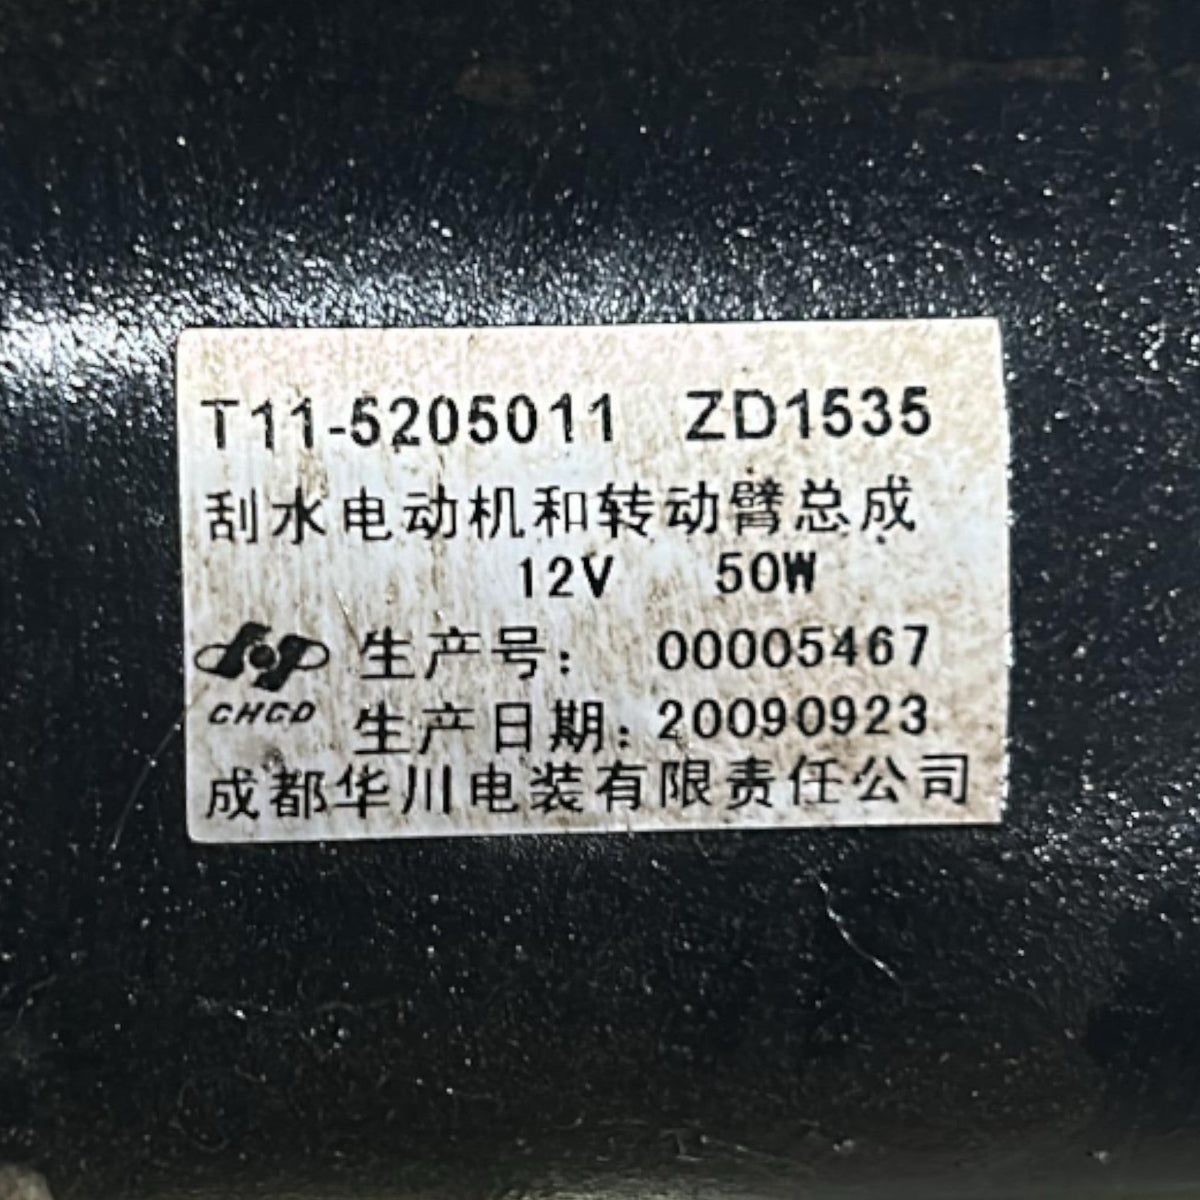 T11-5205011 ZD1535
刮水电动机和转动臂总成
12V 50W
生产号: 00005467
CHCD 生产日期: 20090923
成都华川电装有限责任公司